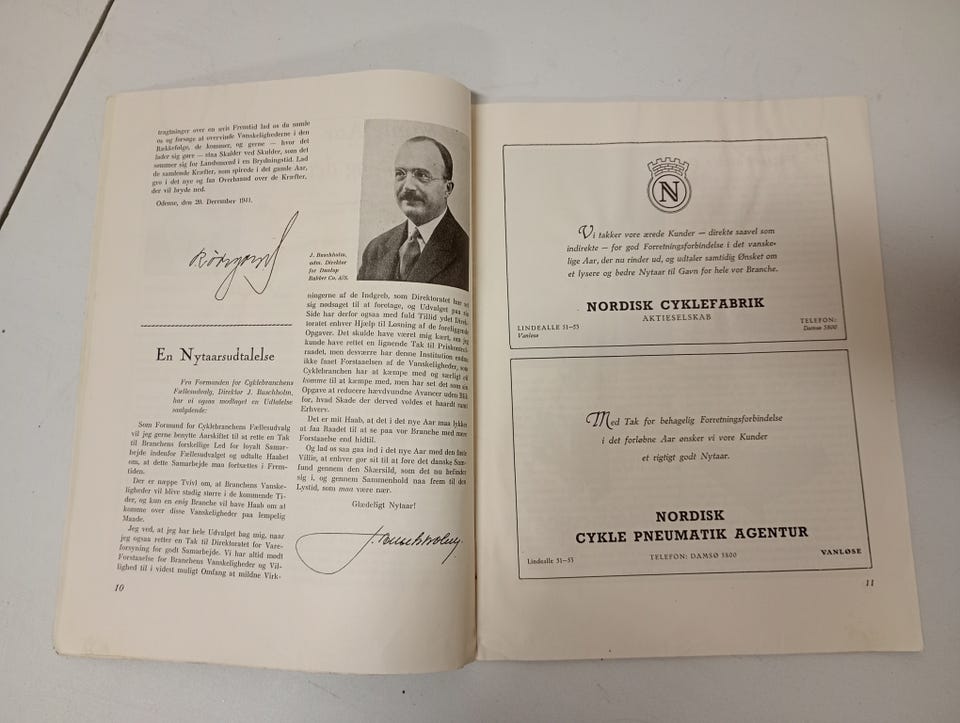 tragtninger over en uvis Fremtid lad os da samle
os og forsøge at overvinde Vanskelighederne i den
Rækkefølge, de kommer, og gerne — hvor det
lader sig gøre — staa Skulder ved Skulder, som det
sømmer sig for Landsmænd i en Brydningstid. Lad
de samlende Kræfter, som spirede i det gamle Aar,
gro i det nye og faa Overhaand over de Kræfter,
der vil bryde ned.
Odense, den 28. December 1941.
J. Buschholm,
adm. Direktør
for Dunlop
Rubber Co. A/S.
En Nytaarsudtalelse
Fra Formanden for Cyklebranchens
Fællesudvalg, Direktør J. Buschholm,
har vi ogsaa modtaget en Udtalelse
saalydende:
Som Formand for Cyklebranchens Fællesudvalg
vil jeg gerne benytte Aarskiftet til at rette en Tak
til Branchens forskellige Led for loyalt Samar-
bejde indenfor Fællesudvalget og udtale Haabet
om, at dette Samarbejde maa fortsættes i Frem-
tiden.
Der er næppe Tvivl om, at Branchens Vanske-
ligheder vil blive stadig større i de kommende Ti-
der, og kun en enig Branche vil have Haab om at
komme over disse Vanskeligheder paa lempelig
Maade.
Jeg ved, at jeg har hele Udvalget bag mig, naar
jeg ogsaa retter en Tak til Direktoratet for Vare-
forsyning for godt Samarbejde. Vi har altid mødt
Forstaaelse for Branchens Vanskeligheder og Vil-
lighed til i videst muligt Omfang at mildne Virk-
ningerne af de Indgreb, som Direktoratet har set
sig nødsaget til at foretage, og Udvalget paa sin
Side har derfor ogsaa med fuld Tillid ydet Direk-
toratet enhver Hjælp til Løsning af de foreliggende
Opgaver. Det skulde have været mig kært, om jeg
kunde have rettet en lignende Tak til Priskontrol-
raadet, men desværre har denne Institution endnu
ikke faaet Forstaaelsen af de Vanskeligheder, som
Cyklebranchen har at kæmpe med og særligt vil
komme til at kæmpe med, men har set det som sin
Opgave at reducere hævdvundne Avancer uden Blik
for, hvad Skade der derved voldes et haardt ramt
Erhverv.
Det er mit Haab, at det i det nye Aar maa lykkes
at faa Raadet til at se paa vor Branche med mere
Forstaaelse end hidtil.
Og lad os saa gaa ind i det nye Aar med den faste
Villie, at enhver gør sit til at føre det danske Sam-
fund gennem den Skærsild, som det nu befinder
sig i, og gennem Sammenhold naa frem til den
Lystid, som maa være nær.
Glædeligt Nytaar!
J. Buschholm.
10
N
Vi takker vore ærede Kunder — direkte saavel som
indirekte — for god Forretningsforbindelse i det vanske-
lige Aar, der nu rinder ud, og udtaler samtidig Ønsket om
et lysere og bedre Nytaar til Gavn for hele vor Branche.
NORDISK CYKLEFABRIK
AKTIESELSKAB
LINDEALLE 51-53
Vanløse
TELEFON:
Damsø 3800
Med Tak for behagelig Forretningsforbindelse
i det forløbne Aar ønsker vi vore Kunder
et rigtigt godt Nytaar.
NORDISK
CYKLE PNEUMATIK AGENTUR
Lindealle 51-53
TELEFON: DAMSØ 3800
VANLØSE
11